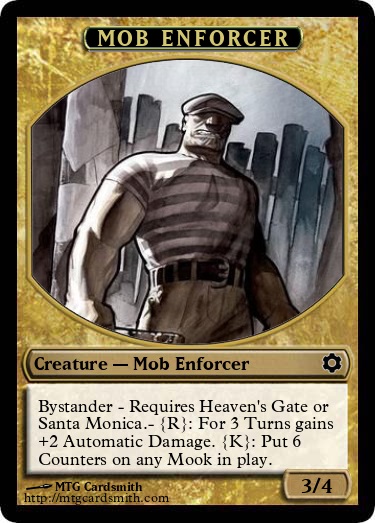 MOB ENFORCER
Creature — Mob Enforcer
Bystander - Requires Heaven's Gate or
Santa Monica.- {R}: For 3 Turns gains
+2 Automatic Damage. {K}: Put 6
Counters on any Mook in play.
3/4
MTG Cardsmith
http://mtgcardsmith.com